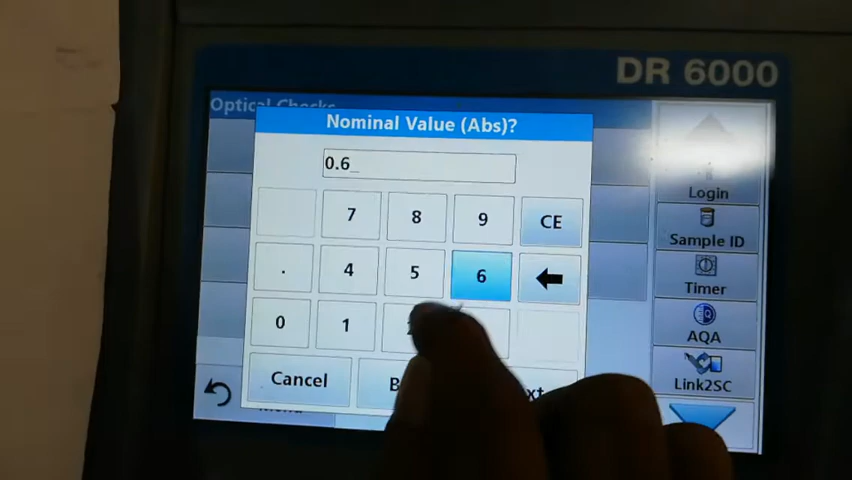 DR 6000
Optical Checks
Nominal Value (Abs)?
0.6_
7 8 9 CE
. 4 5 6
0 1
Cancel
Login
Sample ID
Timer
AQA
Link2SC